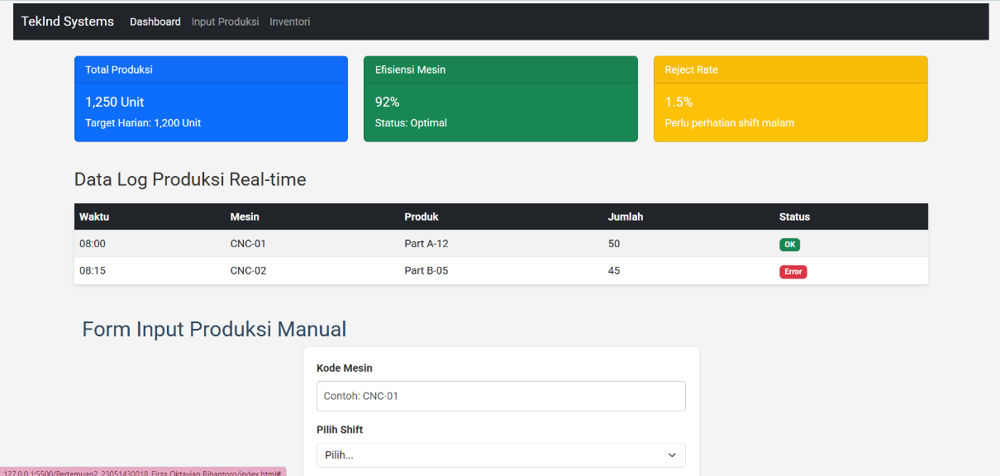 TekInd Systems Dashboard Input Produksi Inventori
Total Produksi
1,250 Unit
Target Harian: 1,200 Unit
Efisiensi Mesin
92%
Status: Optimal
Reject Rate
1.5%
Perlu perhatian shift malam
Data Log Produksi Real-time
Waktu Mesin Produk Jumlah Status
08:00 CNC-01 Part A-12 50 OK
08:15 CNC-02 Part B-05 45 Error
Form Input Produksi Manual
Kode Mesin
Contoh: CNC-01
Pilih Shift
Pilih...
127.0.0.1:5500/Pertemuan2_23051430018_Firza Oktavian Rihantoro/index.html#